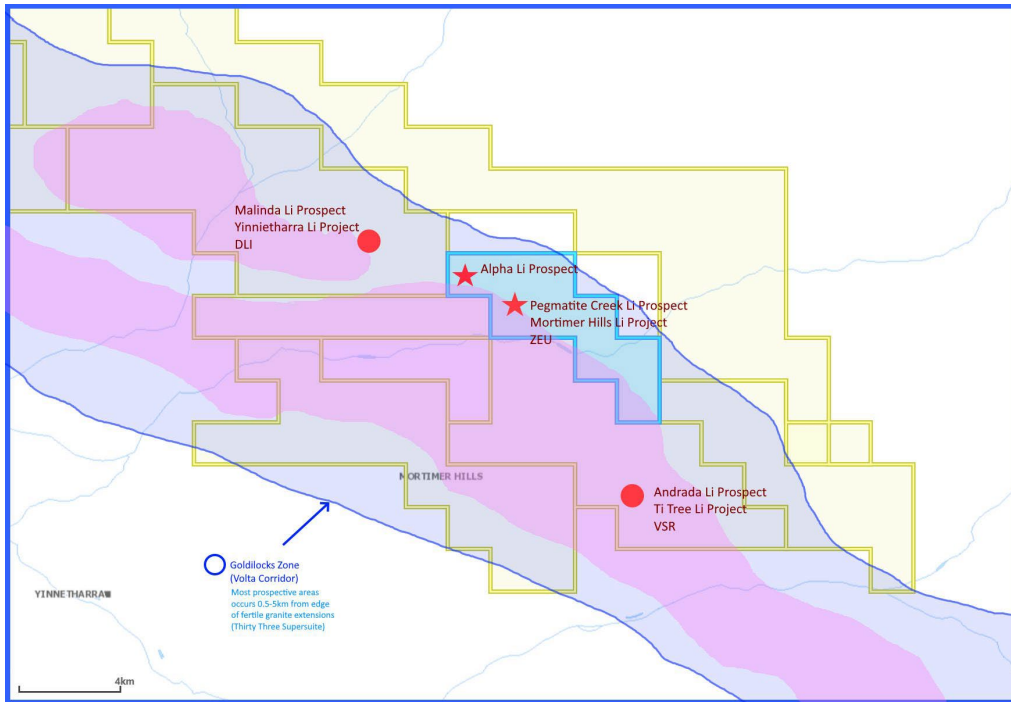 Malinda Li Prospect
Yinnietharra Li Project
DLI
Alpha Li Prospect
Pegmatite Creek Li Prospect
Mortimer Hills Li Project
ZEU
MORTIMER HILLS
Andrada Li Prospect
Ti Tree Li Project
VSR
Goldilocks Zone
(Volta Corridor)
Most prospective areas
occurs 0.5-5km from edge
of fertile granite extensions
(Thirty Three Supersuite)
YINNETHARRA
4km